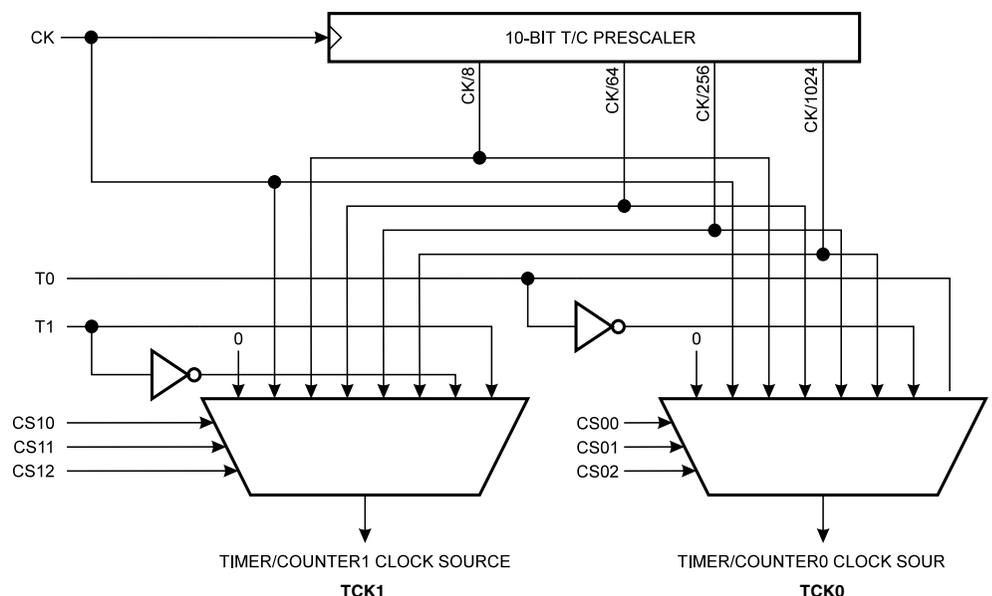 CK
10-BIT T/C PRESCALER
CK/8
CK/64
CK/256
CK/1024
T0
T1
0
0
CS10
CS11
CS12
CS00
CS01
CS02
TIMER/COUNTER1 CLOCK SOURCE
TCK1
TIMER/COUNTER0 CLOCK SOUR
TCK0